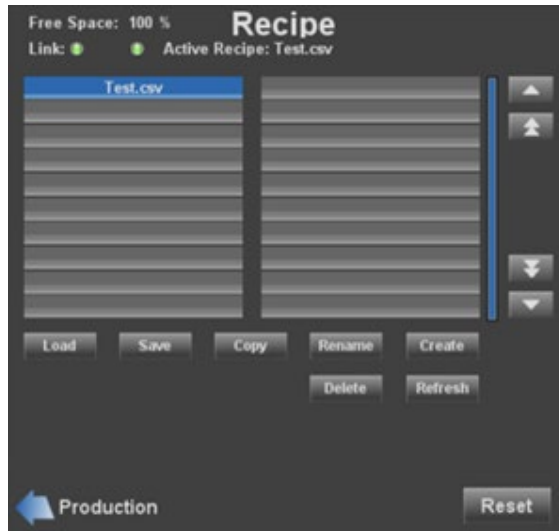 Recipe
Free Space: 100 %
Link: Active Recipe: Test.csv
Test.csv
Load Save Copy Rename Create
Delete Refresh
Production Reset